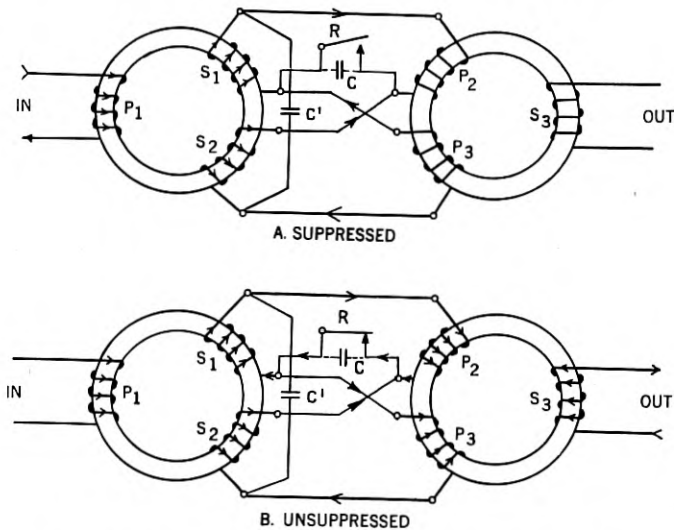 R
P2
S1
C
S3
IN
P1
C'
OUT
S2
P3
A. SUPPRESSED
R
S1
C
P2
IN
P1
C'
S3
OUT
S2
P3
B. UNSUPPRESSED